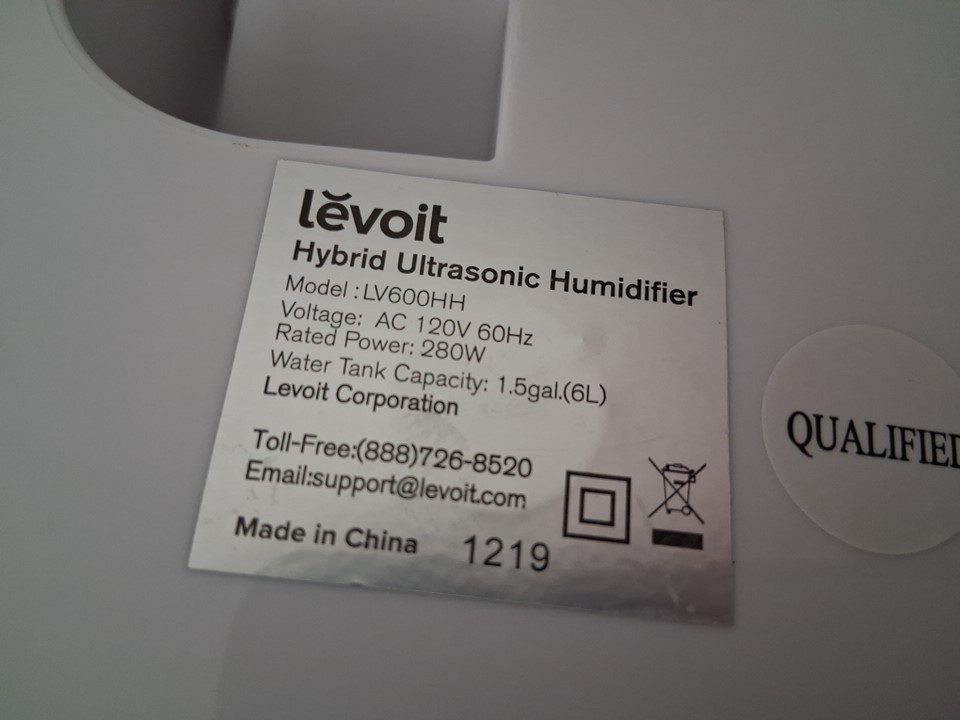 lĕvoit
Hybrid Ultrasonic Humidifier
Model :LV600HH
Voltage: AC 120V 60Hz
Rated Power: 280W
Water Tank Capacity: 1.5gal.(6L)
Levoit Corporation
Toll-Free:(888)726-8520
Email:support@levoit.com
Made in China 1219
QUALIFIED